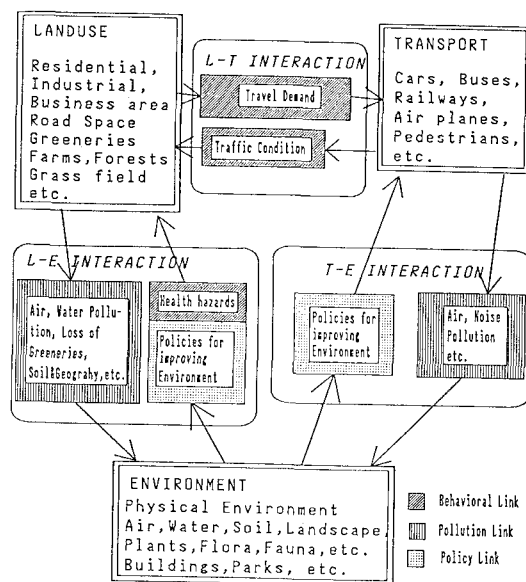 LANDUSE
Residential,
Industrial,
Business area
Road Space
Greeneries
Farms,Forests
Grass field
etc.
L-T INTERACTION
Travel Demand
Traffic Condition
TRANSPORT
Cars, Buses,
Railways,
Air planes,
Pedestrians,
etc.
L-E INTERACTION
Air, Water Pollu-
tion, Loss of
Greeneries,
Soil&Geograhy,etc.
Health hazards
Policies for
improving
Environment
T-E INTERACTION
Policies for
improving
Environment
Air, Noise
Pollution
etc.
ENVIRONMENT
Physical Environment
Air,Water,Soil,Landscape
Plants,Flora,Fauna,etc.
Buildings,Parks, etc.
Behavioral Link
Pollution Link
Policy Link